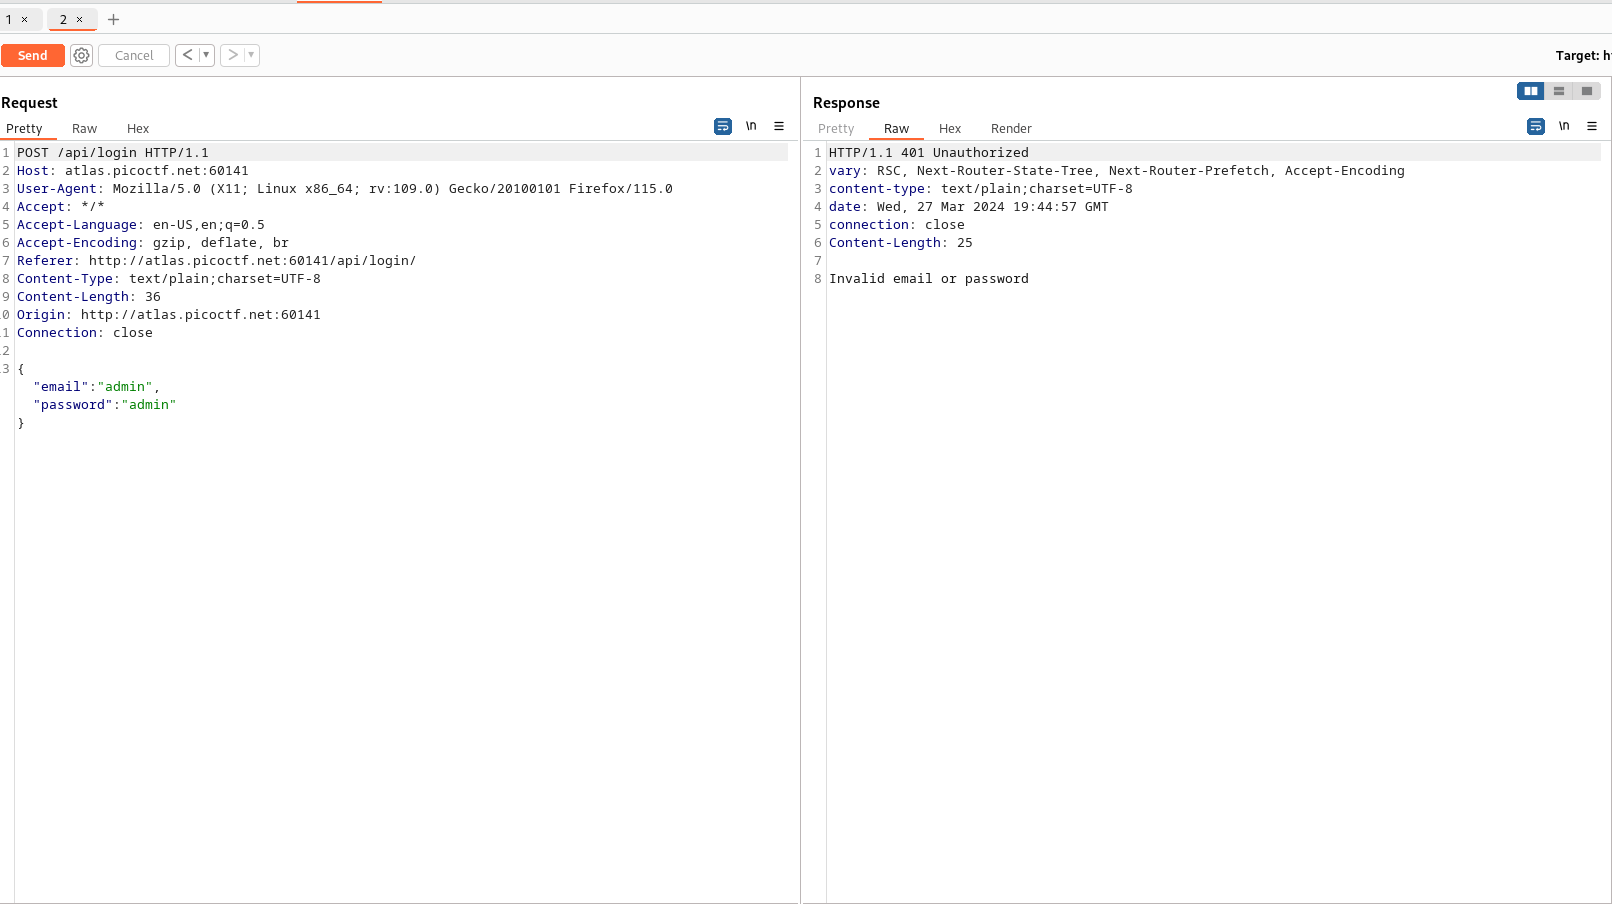 1 × 2 × +
Send Cancel < > Target: h
Request
Pretty Raw Hex \n
1 POST /api/login HTTP/1.1
2 Host: atlas.picoctf.net:60141
3 User-Agent: Mozilla/5.0 (X11; Linux x86_64; rv:109.0) Gecko/20100101 Firefox/115.0
4 Accept: */*
5 Accept-Language: en-US,en;q=0.5
6 Accept-Encoding: gzip, deflate, br
7 Referer: http://atlas.picoctf.net:60141/api/login/
8 Content-Type: text/plain;charset=UTF-8
9 Content-Length: 36
0 Origin: http://atlas.picoctf.net:60141
1 Connection: close
2
3 {
"email":"admin",
"password":"admin"
}
Response
Pretty Raw Hex Render \n
1 HTTP/1.1 401 Unauthorized
2 vary: RSC, Next-Router-State-Tree, Next-Router-Prefetch, Accept-Encoding
3 content-type: text/plain;charset=UTF-8
4 date: Wed, 27 Mar 2024 19:44:57 GMT
5 connection: close
6 Content-Length: 25
7
8 Invalid email or password